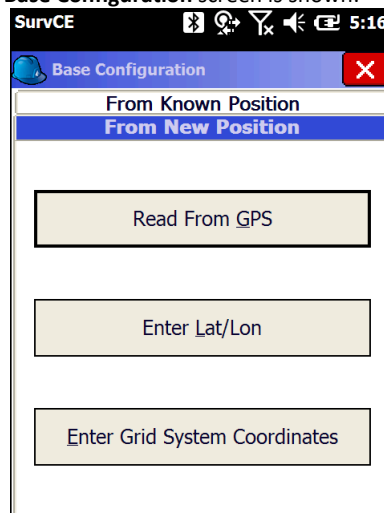 Base Configuration screen is shown.
SurvCE 5:16
Base Configuration
From Known Position
From New Position
Read From GPS
Enter Lat/Lon
Enter Grid System Coordinates